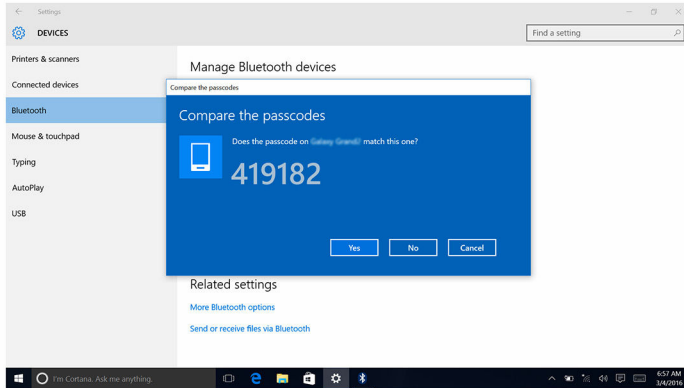 Settings
DEVICES
Find a setting
Printers & scanners
Connected devices
Bluetooth
Mouse & touchpad
Typing
AutoPlay
USB
Manage Bluetooth devices
Compare the passcodes
Compare the passcodes
Does the passcode on Galaxy Grand2 match this one?
419182
Yes No Cancel
Related settings
More Bluetooth options
Send or receive files via Bluetooth
I'm Cortana. Ask me anything.
6:57 AM
3/4/2016